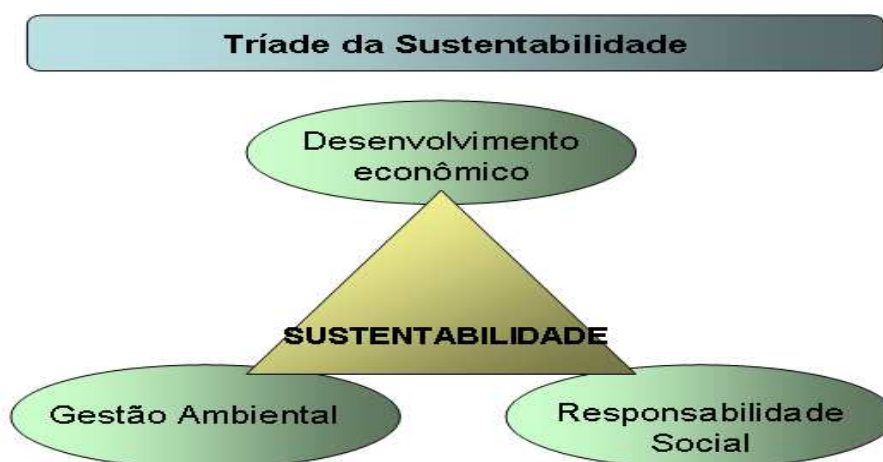 Tríade da Sustentabilidade
Desenvolvimento
econômico
SUSTENTABILIDADE
Gestão Ambiental
Responsabilidade
Social